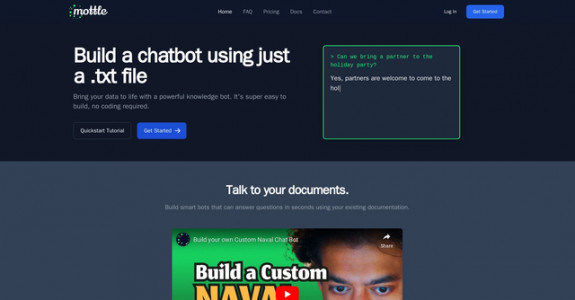 mottle
Home FAQ Pricing Docs Contact
Log In
Get Started
Build a chatbot using just
a .txt file
Bring your data to life with a powerful knowledge bot. It's super easy to
build, no coding required.
Quickstart Tutorial
Get Started →
> Can we bring a partner to the
holiday party?
Yes, partners are welcome to come to the
hol
Talk to your documents.
Build smart bots that can answer questions in seconds using your existing documentation.
Build your own Custom Naval Chat Bot
Share
Build a Custom
NAVA